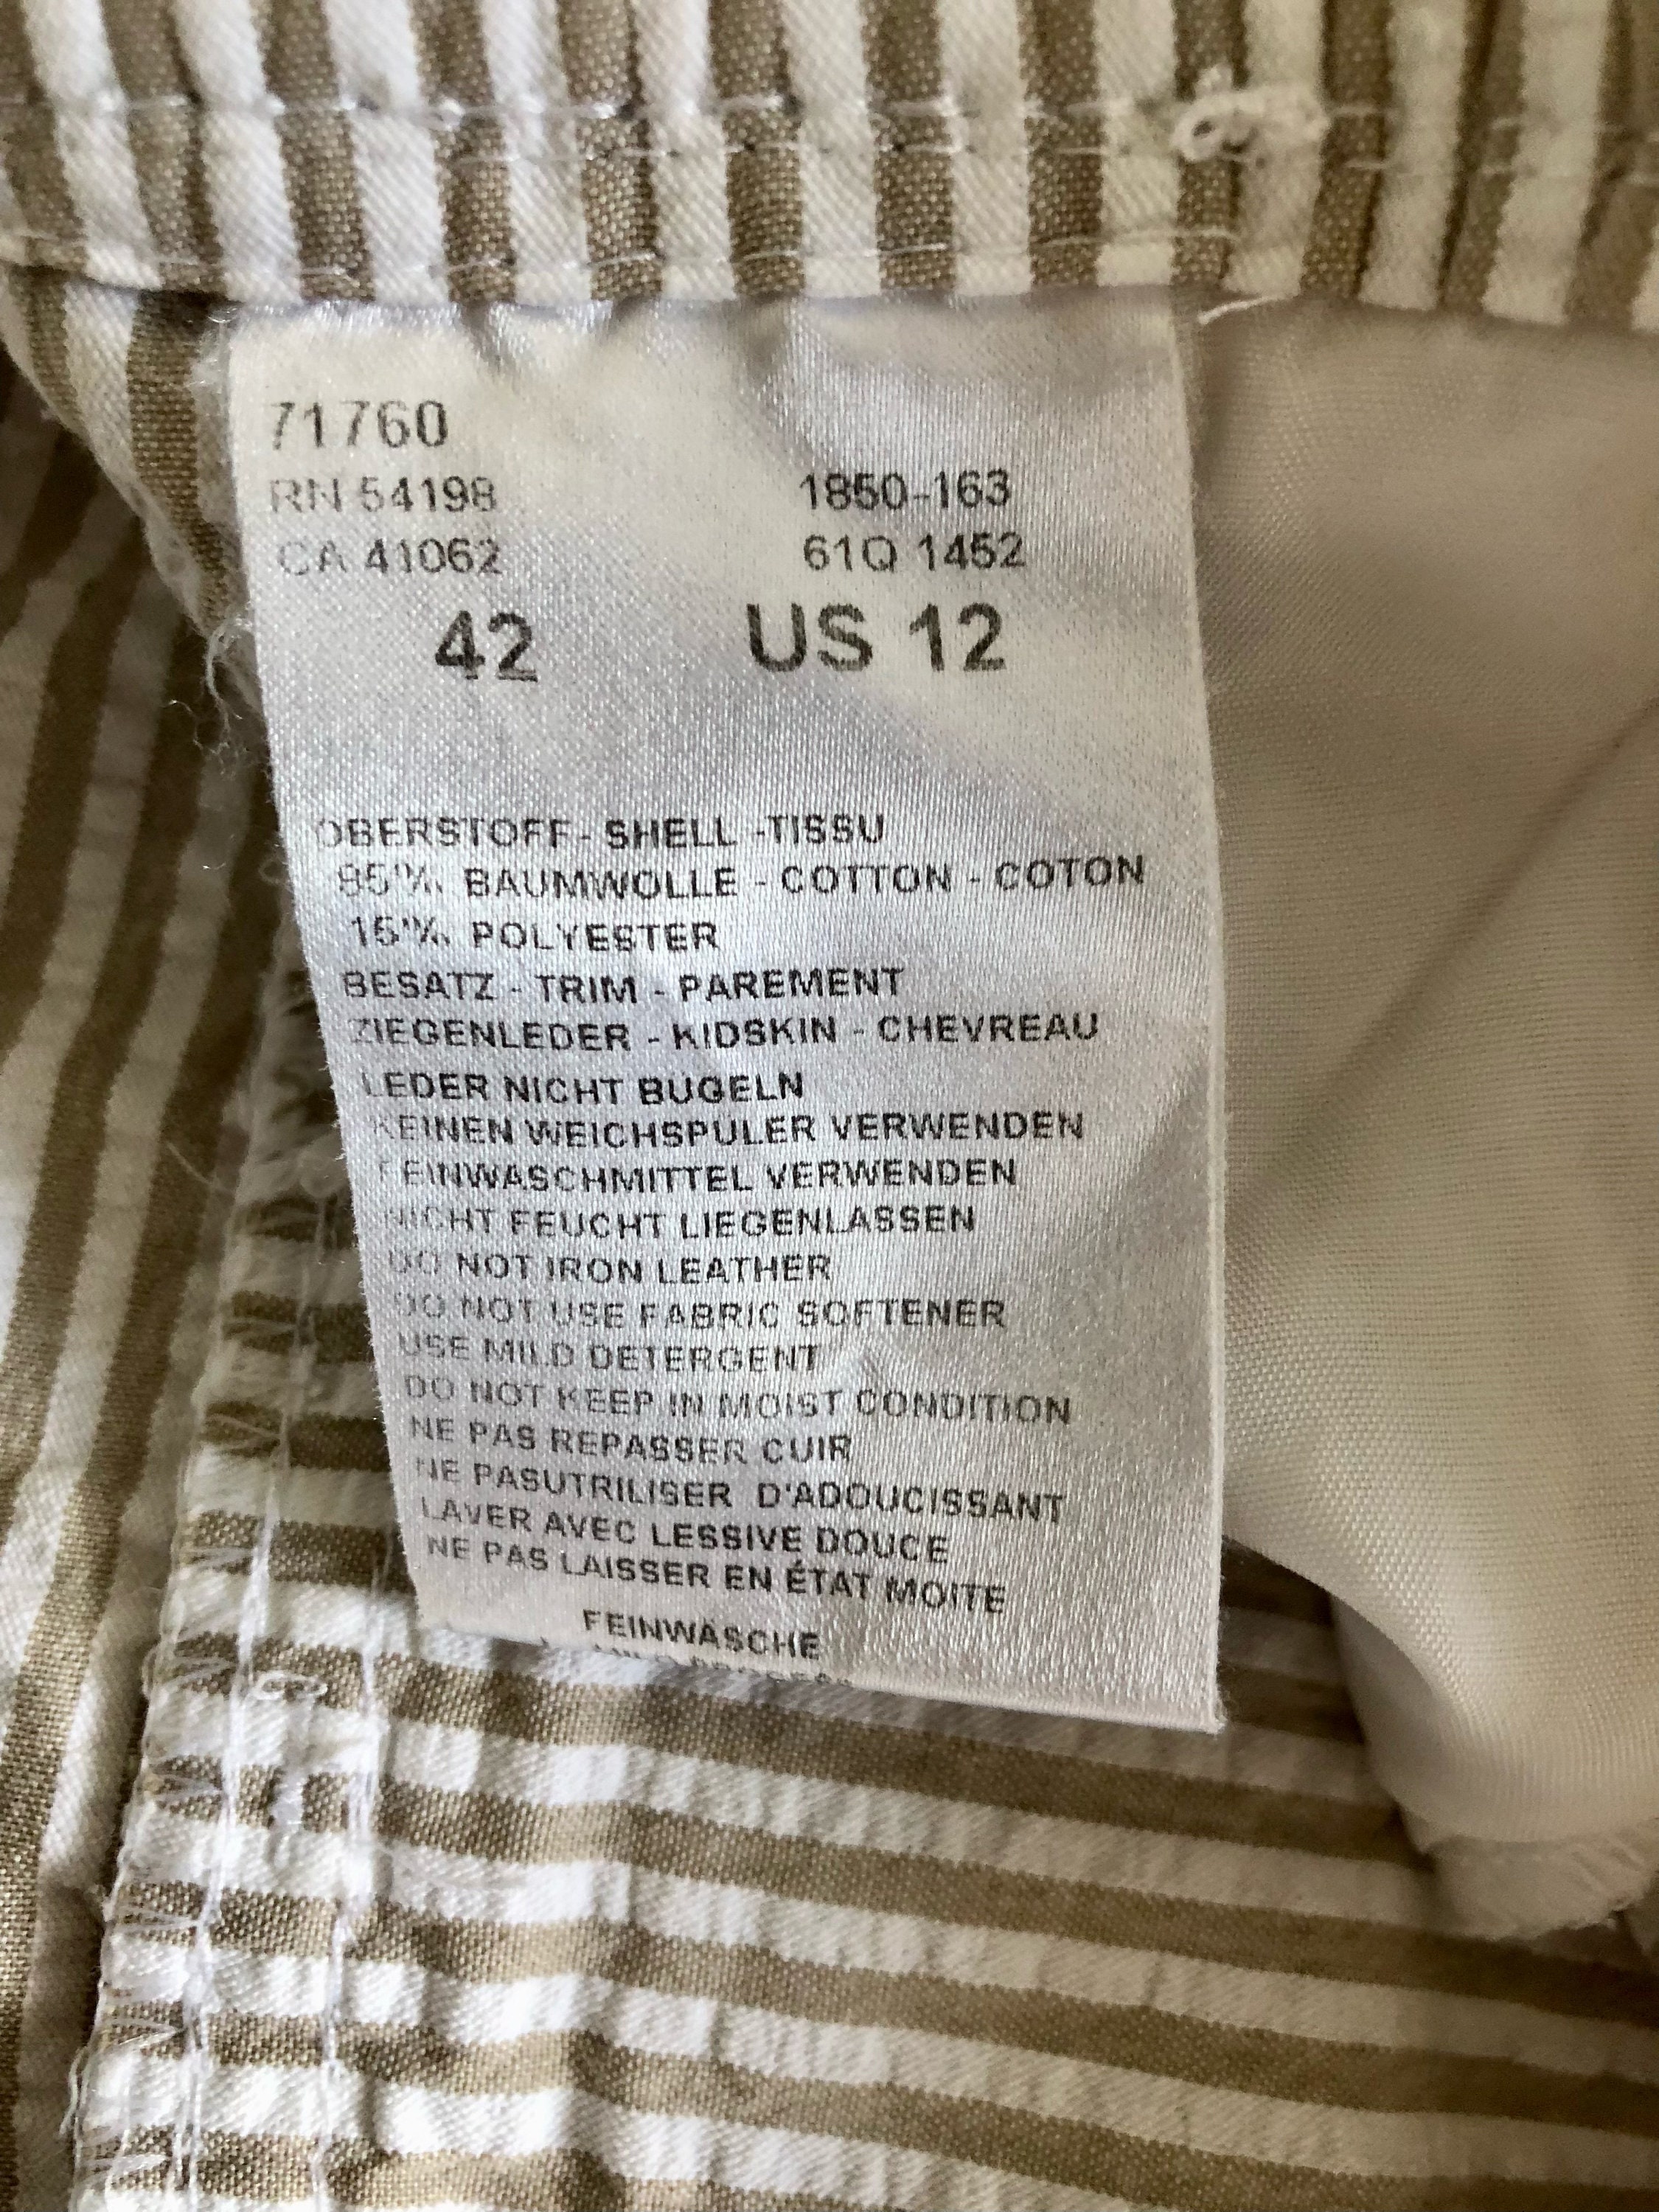 71760
RN 54198 1850-163
CA 41062 61Q 1452
42 US 12
OBERSTOFF - SHELL - TISSU
85% BAUMWOLLE - COTTON - COTON
15% POLYESTER
BESATZ - TRIM - PAREMENT
ZIEGENLEDER - KIDSKIN - CHEVREAU
LEDER NICHT BÜGELN
KEINEN WEICHSPÜLER VERWENDEN
FEINWASCHMITTEL VERWENDEN
NICHT FEUCHT LIEGENLASSEN
DO NOT IRON LEATHER
DO NOT USE FABRIC SOFTENER
USE MILD DETERGENT
DO NOT KEEP IN MOIST CONDITION
NE PAS REPASSER CUIR
NE PASUTRILISER D'ADOUCISSANT
LAVER AVEC LESSIVE DOUCE
NE PAS LAISSER EN ÉTAT MOITE
FEINWÄSCHE